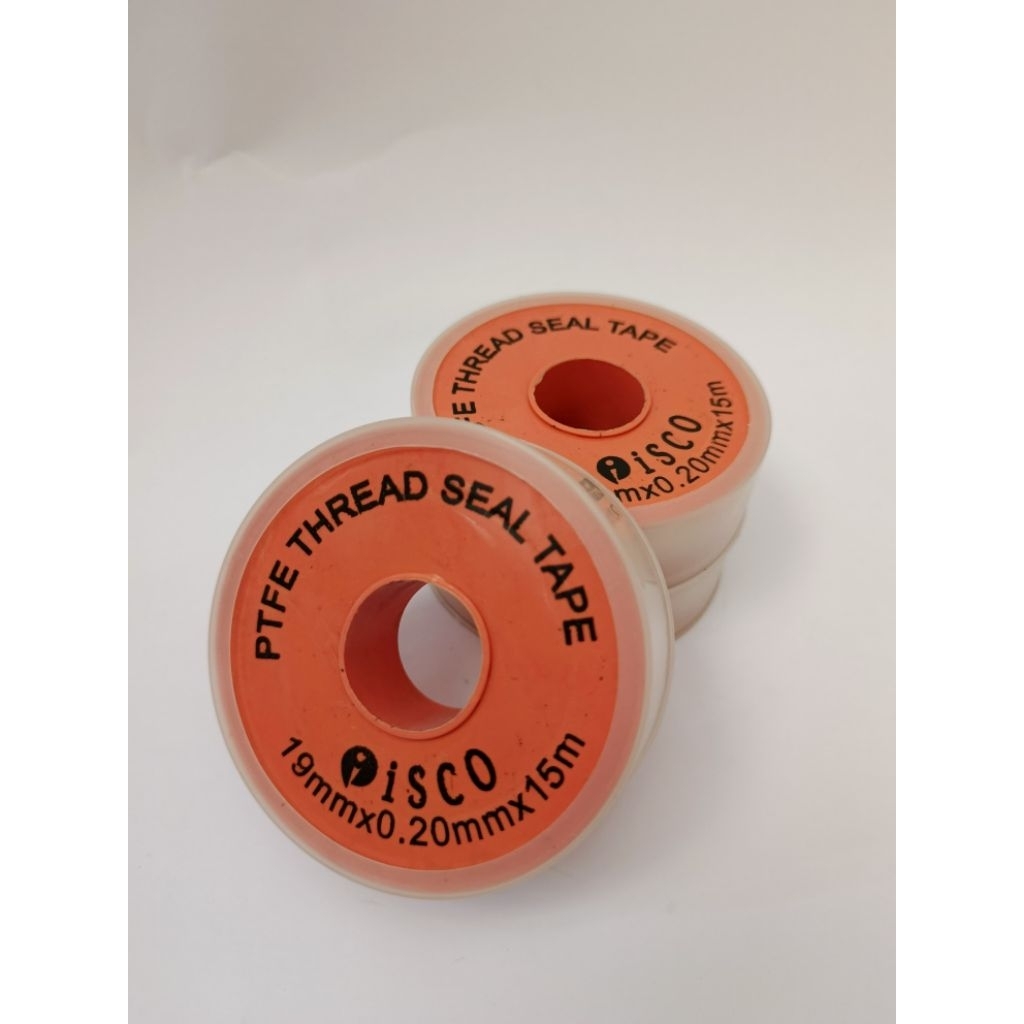 THREAD SEAL TAPE
iSCO
mmx0.20mmx15m
PTFE THREAD SEAL TAPE
iSCO
19mmx0.20mmx15m